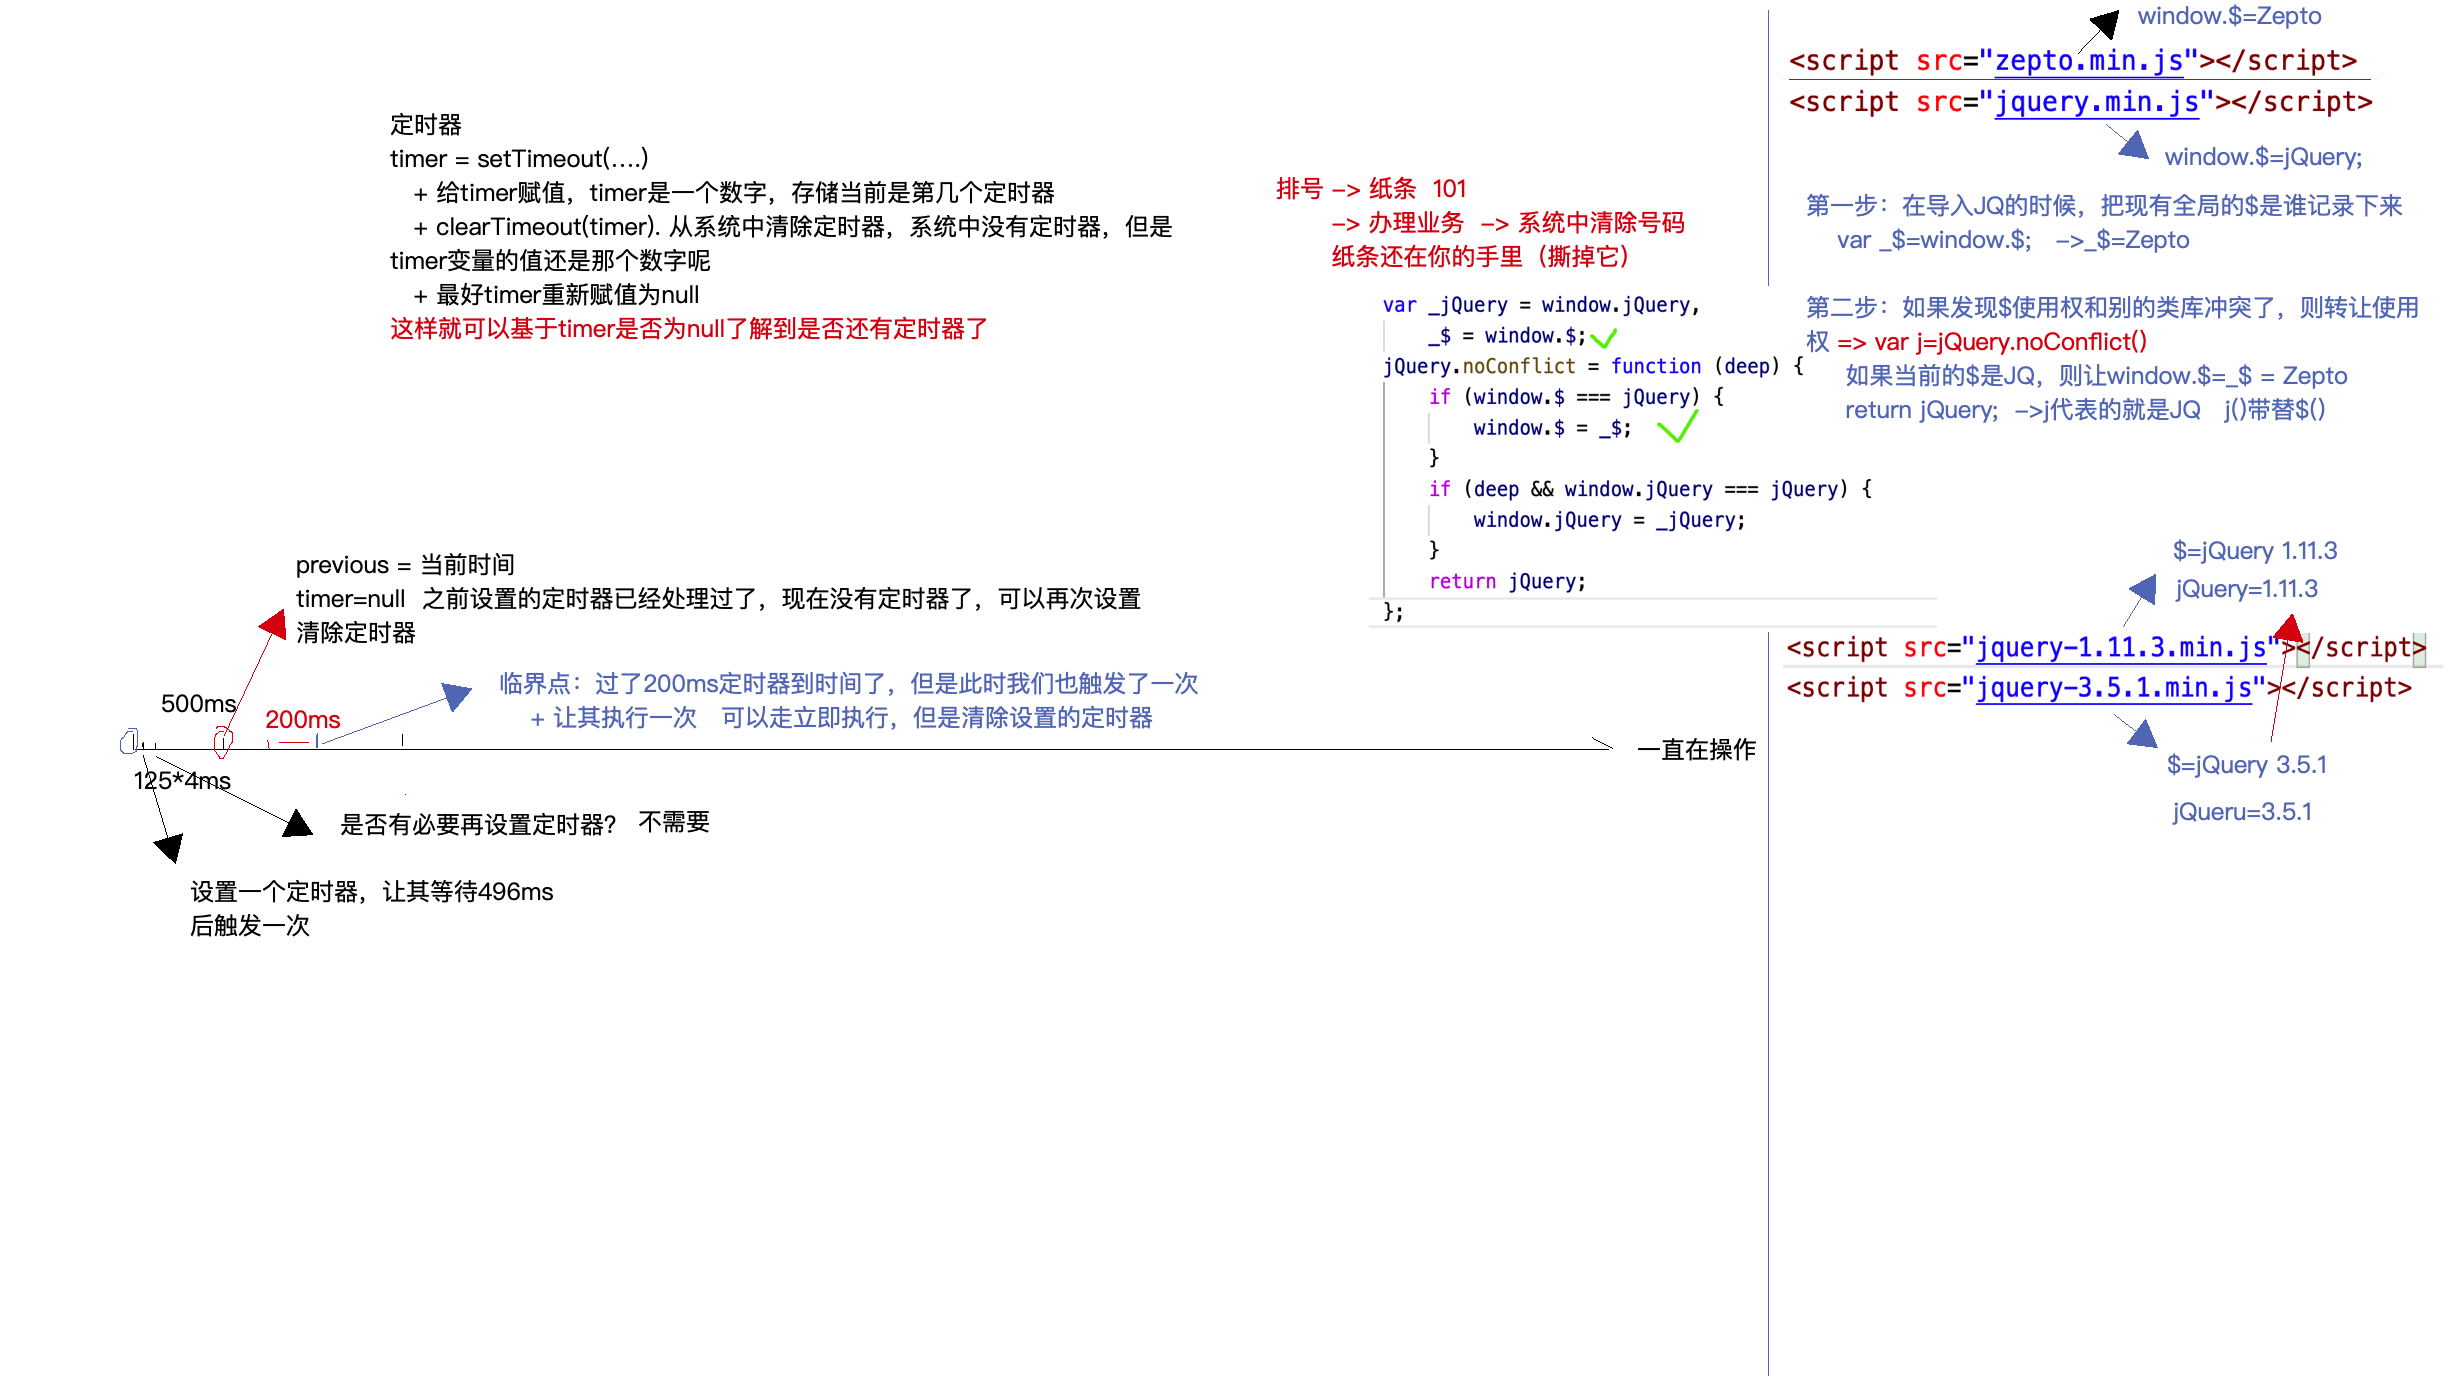 定时器
timer = setTimeout(....)
+ 给timer赋值，timer是一个数字，存储当前是第几个定时器
+ clearTimeout(timer). 从系统中清除定时器，系统中没有定时器，但是
timer变量的值还是那个数字呢
+ 最好timer重新赋值为null
这样就可以基于timer是否为null了解到是否还有定时器了
排号 -> 纸条 101
-> 办理业务 -> 系统中清除号码
纸条还在你的手里（撕掉它）
previous = 当前时间
timer=null 之前设置的定时器已经处理过了，现在没有定时器了，可以再次设置
清除定时器
500ms
200ms
临界点：过了200ms定时器到时间了，但是此时我们也触发了一次
+ 让其执行一次 可以走立即执行，但是清除设置的定时器
一直在操作
125*4ms
是否有必要再设置定时器？ 不需要
设置一个定时器，让其等待496ms
后触发一次
var _jQuery = window.jQuery,
_$ = window.$;
jQuery.noConflict = function (deep) {
if (window.$ === jQuery) {
window.$ = _$;
}
if (deep && window.jQuery === jQuery) {
window.jQuery = _jQuery;
}
return jQuery;
};
window.$=Zepto
<script src="zepto.min.js"></script>
<script src="jquery.min.js"></script>
window.$=jQuery;
第一步：在导入JQ的时候，把现有全局的$是谁记录下来
var _$=window.$; ->_$=Zepto
第二步：如果发现$使用权和别的类库冲突了，则转让使用
权 => var j=jQuery.noConflict()
如果当前的$是JQ，则让window.$=_$ = Zepto
return jQuery; ->j代表的就是JQ j()带替$()
$=jQuery 1.11.3
jQuery=1.11.3
<script src="jquery-1.11.3.min.js"></script>
<script src="jquery-3.5.1.min.js"></script>
$=jQuery 3.5.1
jQueru=3.5.1